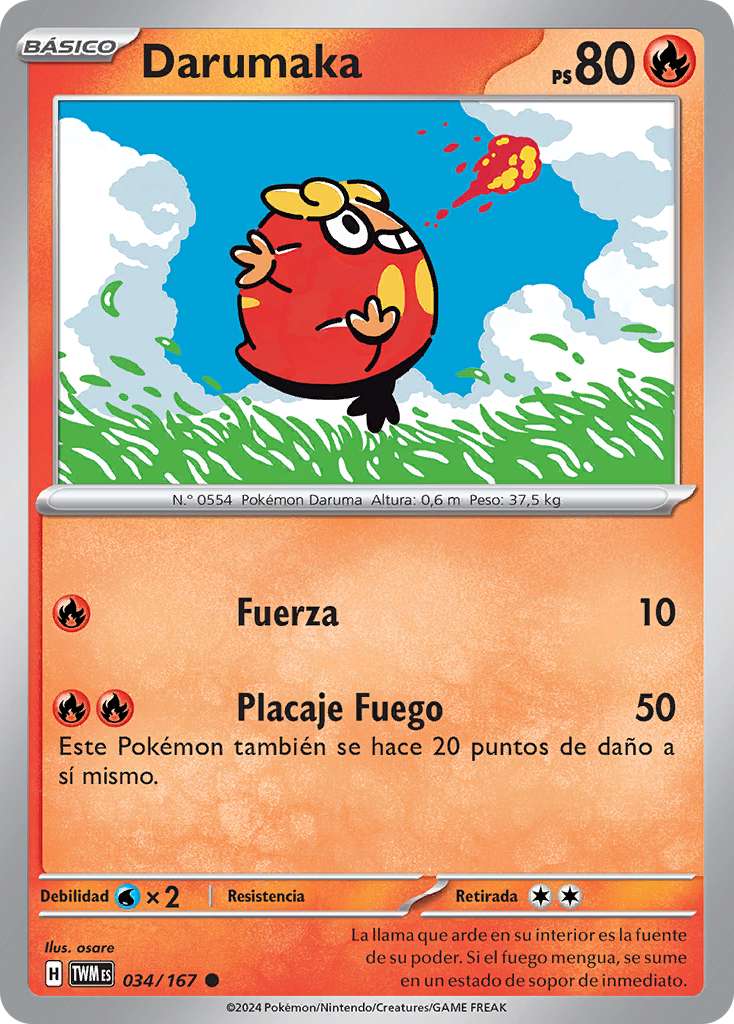 BÁSICO
Darumaka
PS 80
N.º 0554 Pokémon Daruma Altura: 0,6 m Peso: 37,5 kg
Fuerza 10
Placaje Fuego 50
Este Pokémon también se hace 20 puntos de daño a
sí mismo.
Debilidad ×2 Resistencia Retirada
Ilus. osare
La llama que arde en su interior es la fuente
de su poder. Si el fuego mengua, se sume
en un estado de sopor de inmediato.
H TWM ES 034/167
©2024 Pokémon/Nintendo/Creatures/GAME FREAK